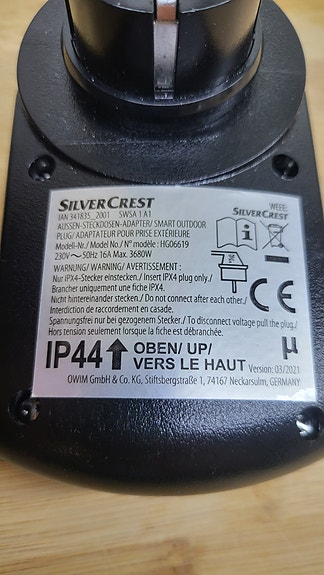 SILVERCREST
WEEE:
SILVERCREST
IAN 341835_2001 SWSA 1 A1
AUSSEN-STECKDOSEN-ADAPTER/ SMART OUTDOOR
PLUG/ ADAPTATEUR POUR PRISE EXTÉRIEURE
Modell-Nr./ Model No./ N° modèle: HG06619
230V ~ 50Hz 16A Max. 3680W
WARNUNG/ WARNING/ AVERTISSEMENT :
Nur IPX4–Stecker einstecken./ Insert IPX4 plug only./
Brancher uniquement une fiche IPX4.
Nicht hintereinander stecken./ Do not connect after each other./
Interdiction de raccordement en casade.
Spannungsfrei nur bei gezogenem Stecker./ To disconnect voltage pull the plug./
Hors tension seulement lorsque la fiche est débranchée.
CE
IP44 OBEN/ UP/
VERS LE HAUT
µ
Version: 03/2021
OWIM GmbH & Co. KG, Stiftsbergstraße 1, 74167 Neckarsulm, GERMANY